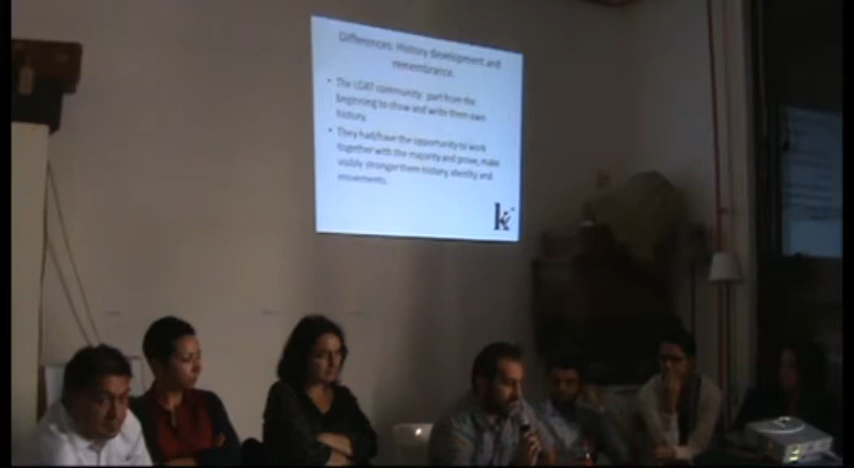 Differences: History development and
remembrance.
• The LGBT community: part from the
beginning to show and write them own
history.
• They had/have the opportunity to work
together with the majority and prove, make
visibly stronger them history, identity and
movements.
k